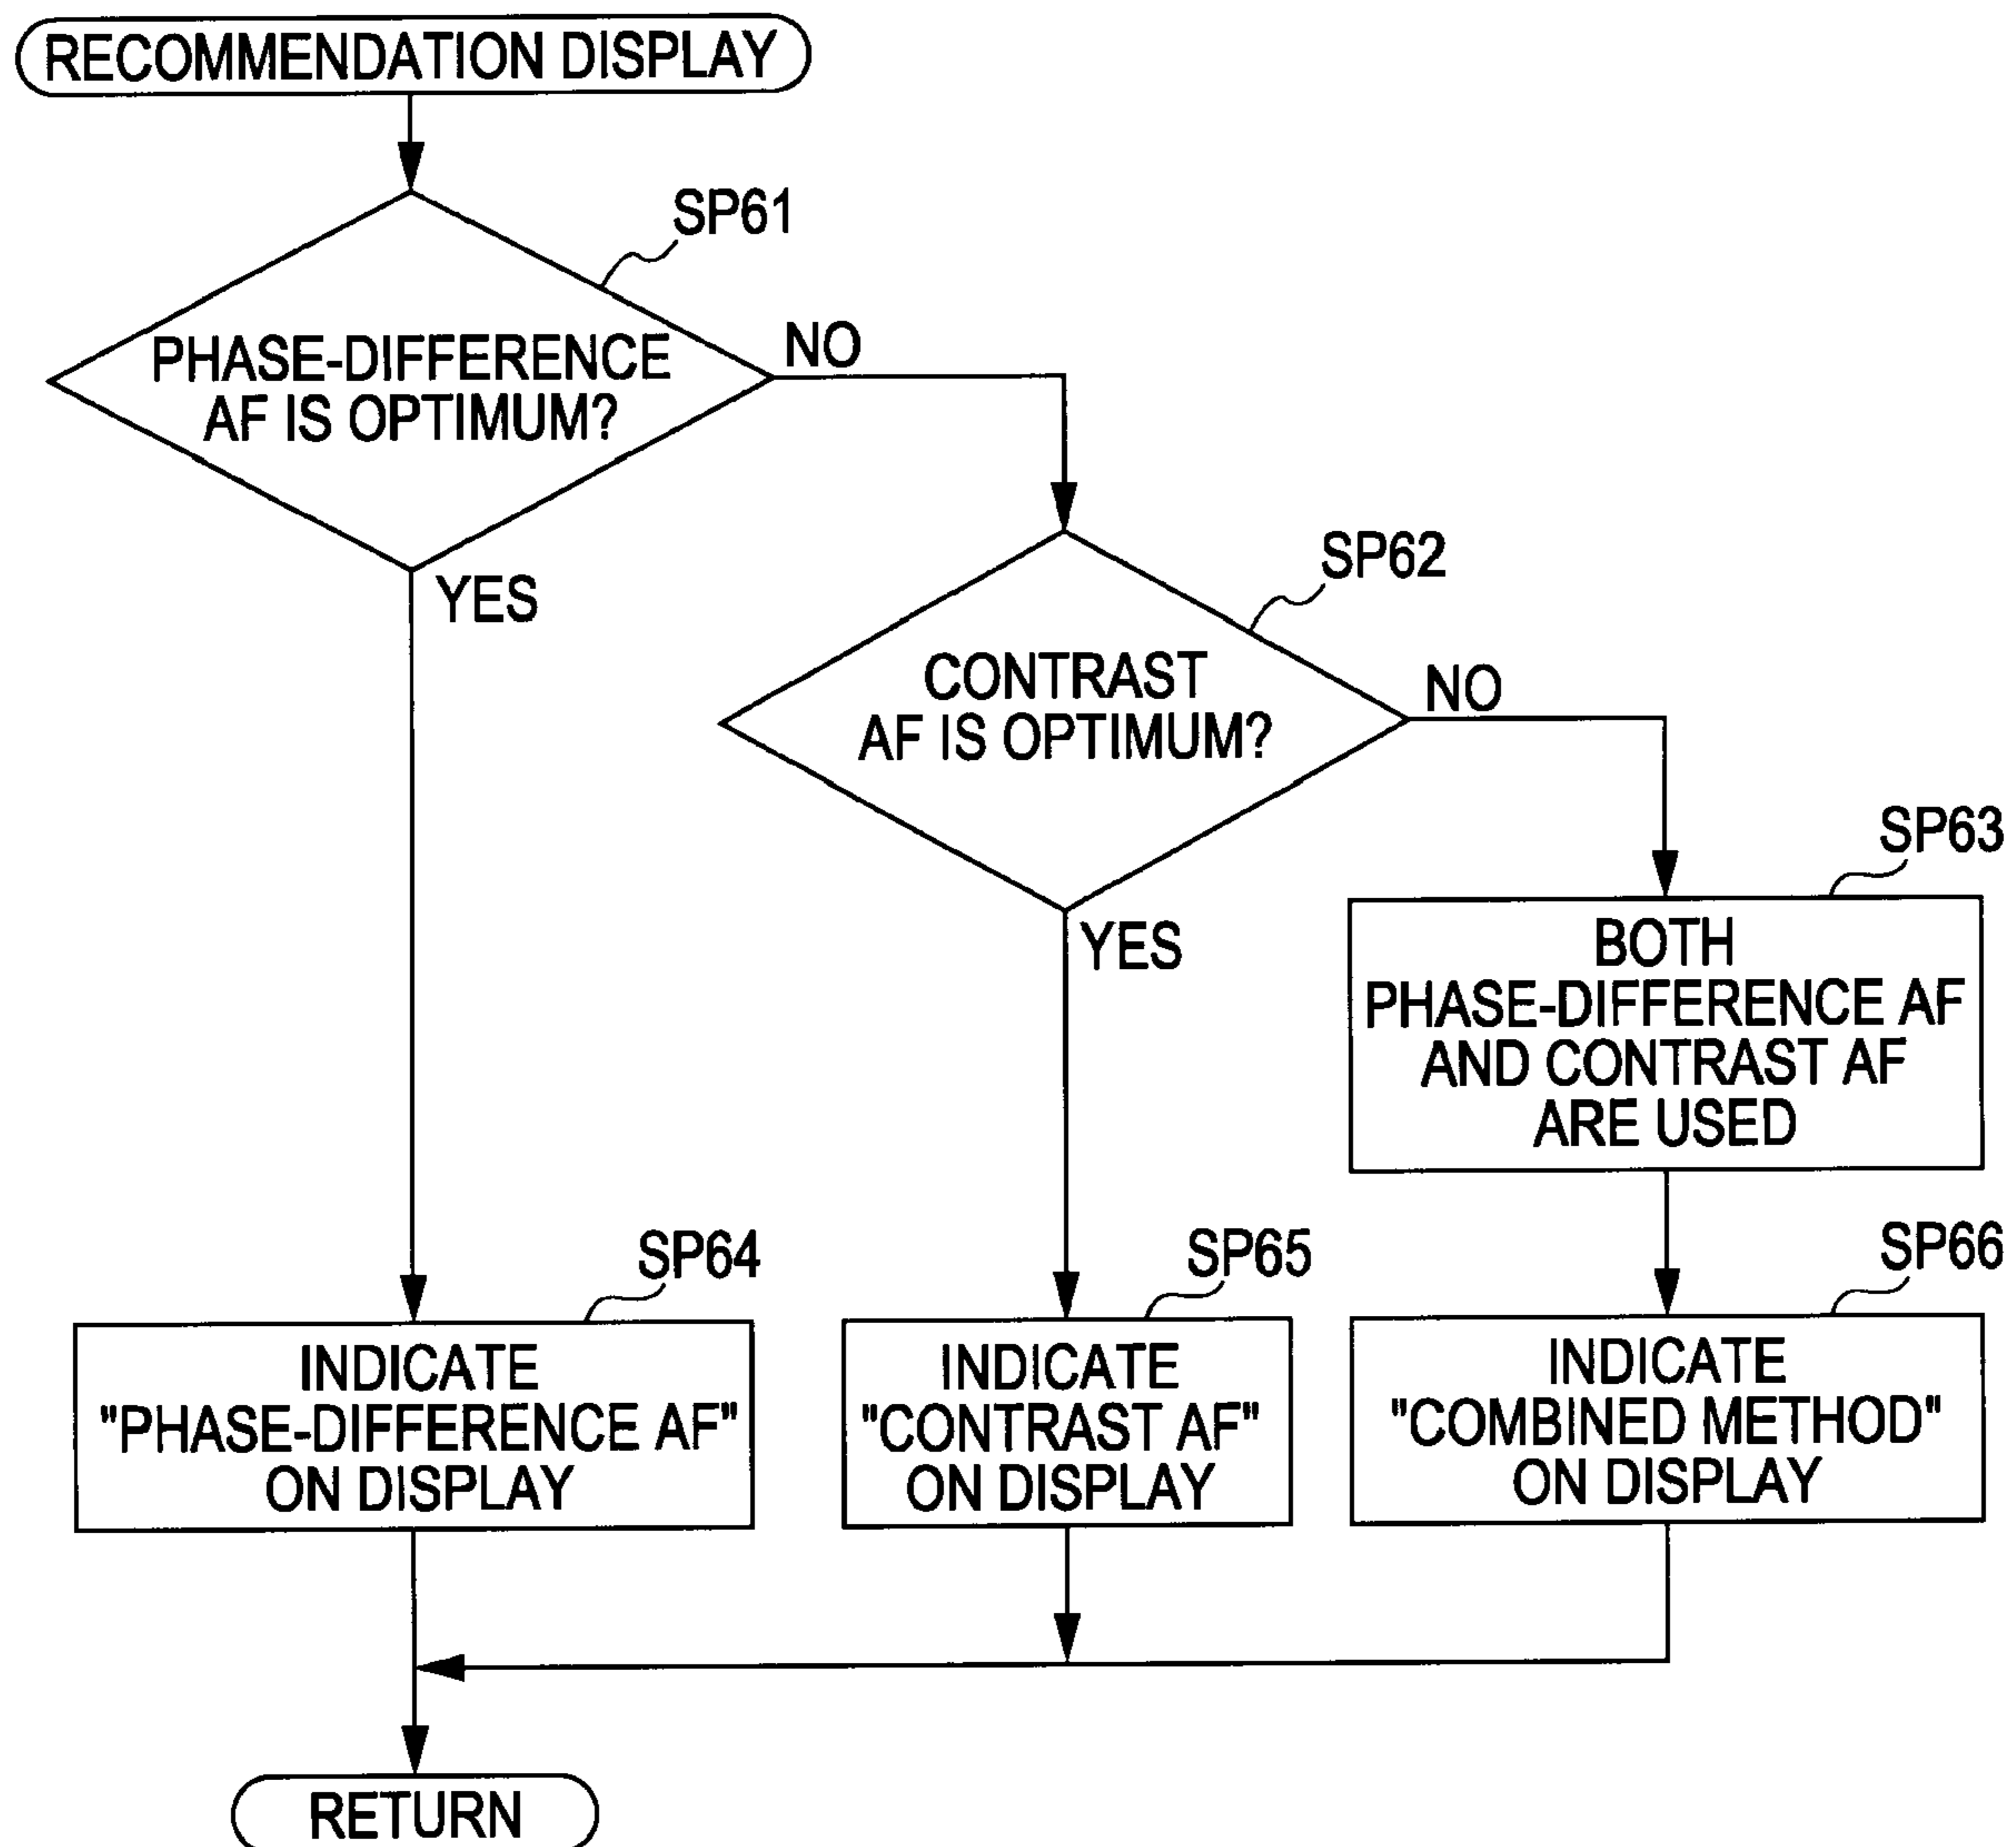 RECOMMENDATION DISPLAY
SP61
PHASE-DIFFERENCE
AF IS OPTIMUM?
NO
YES
SP62
CONTRAST
AF IS OPTIMUM?
NO
YES
SP63
BOTH
PHASE-DIFFERENCE AF
AND CONTRAST AF
ARE USED
SP64
INDICATE
"PHASE-DIFFERENCE AF"
ON DISPLAY
SP65
INDICATE
"CONTRAST AF"
ON DISPLAY
SP66
INDICATE
"COMBINED METHOD"
ON DISPLAY
RETURN